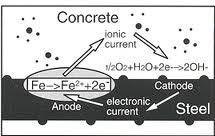 Concrete
ionic
current
1/2O2+H2O+2e-→2OH-
Fe->Fe2++2e-
Cathode
Anode
electronic
current
Steel